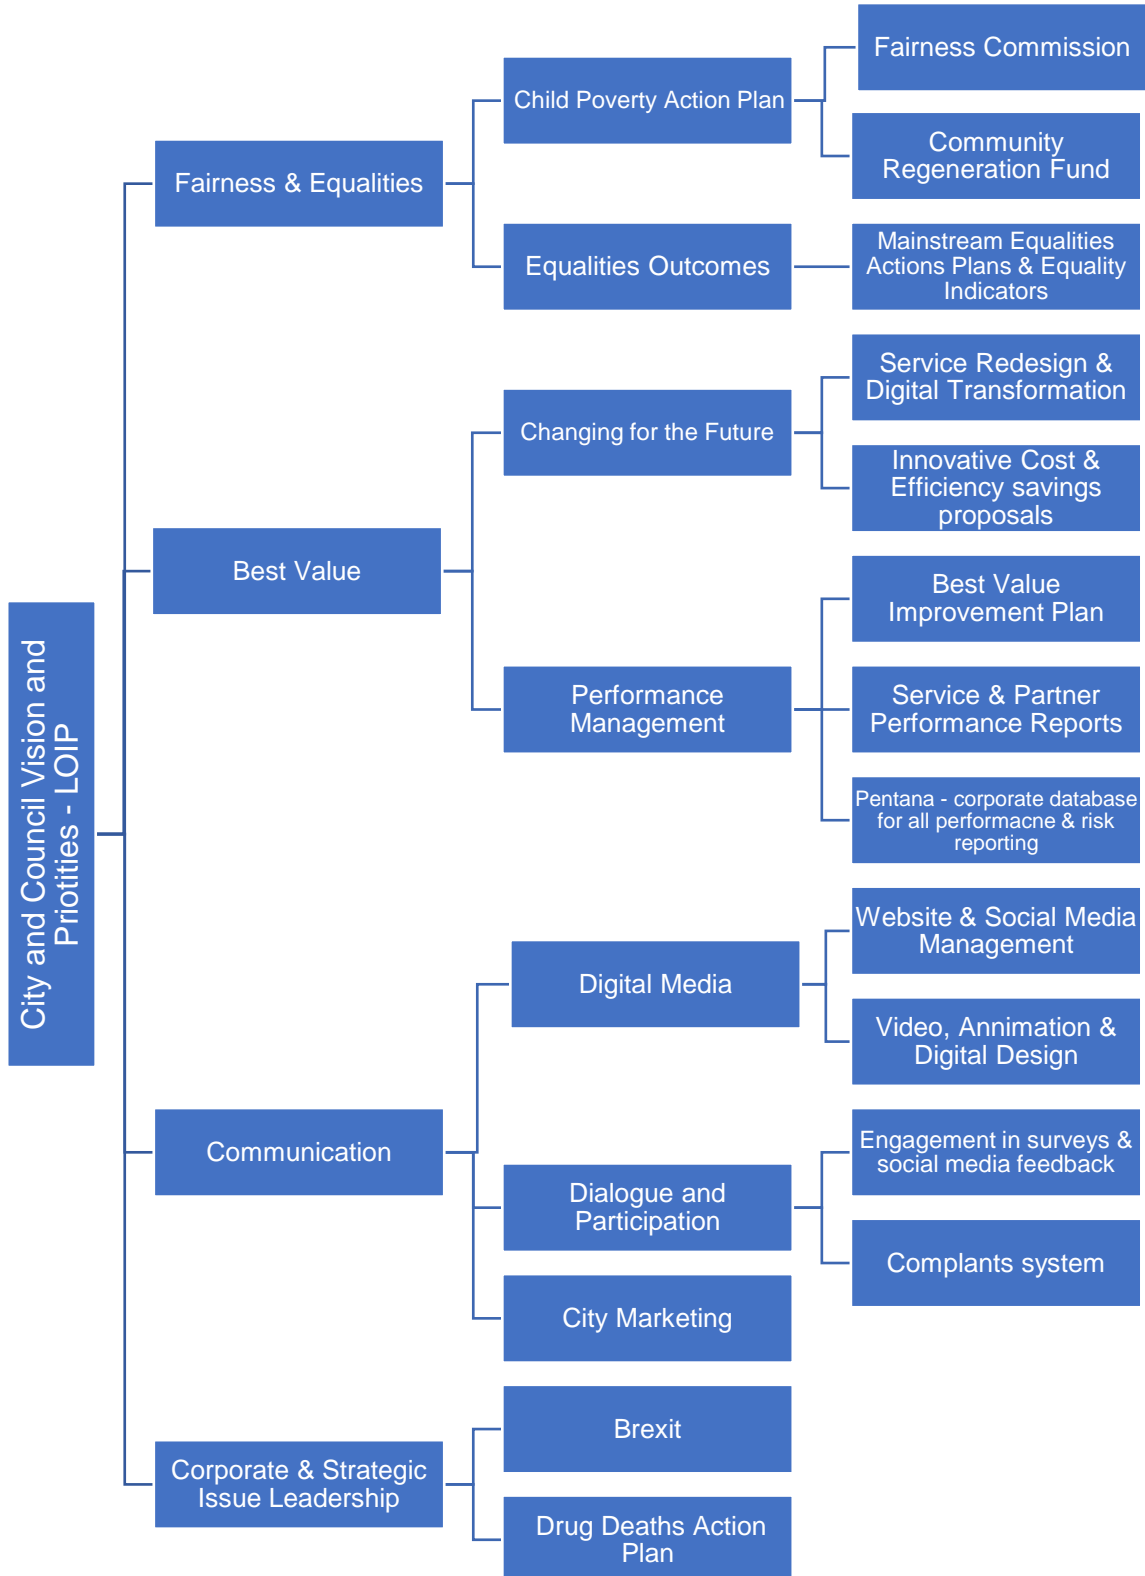 City and Council Vision and
Priotities - LOIP
Fairness & Equalities
Child Poverty Action Plan
Fairness Commission
Community
Regeneration Fund
Equalities Outcomes
Mainstream Equalities
Actions Plans & Equality
Indicators
Best Value
Changing for the Future
Service Redesign &
Digital Transformation
Innovative Cost &
Efficiency savings
proposals
Performance
Management
Best Value
Improvement Plan
Service & Partner
Performance Reports
Pentana - corporate database
for all performacne & risk
reporting
Communication
Digital Media
Website & Social Media
Management
Video, Annimation &
Digital Design
Dialogue and
Participation
Engagement in surveys &
social media feedback
Complants system
City Marketing
Corporate & Strategic
Issue Leadership
Brexit
Drug Deaths Action
Plan